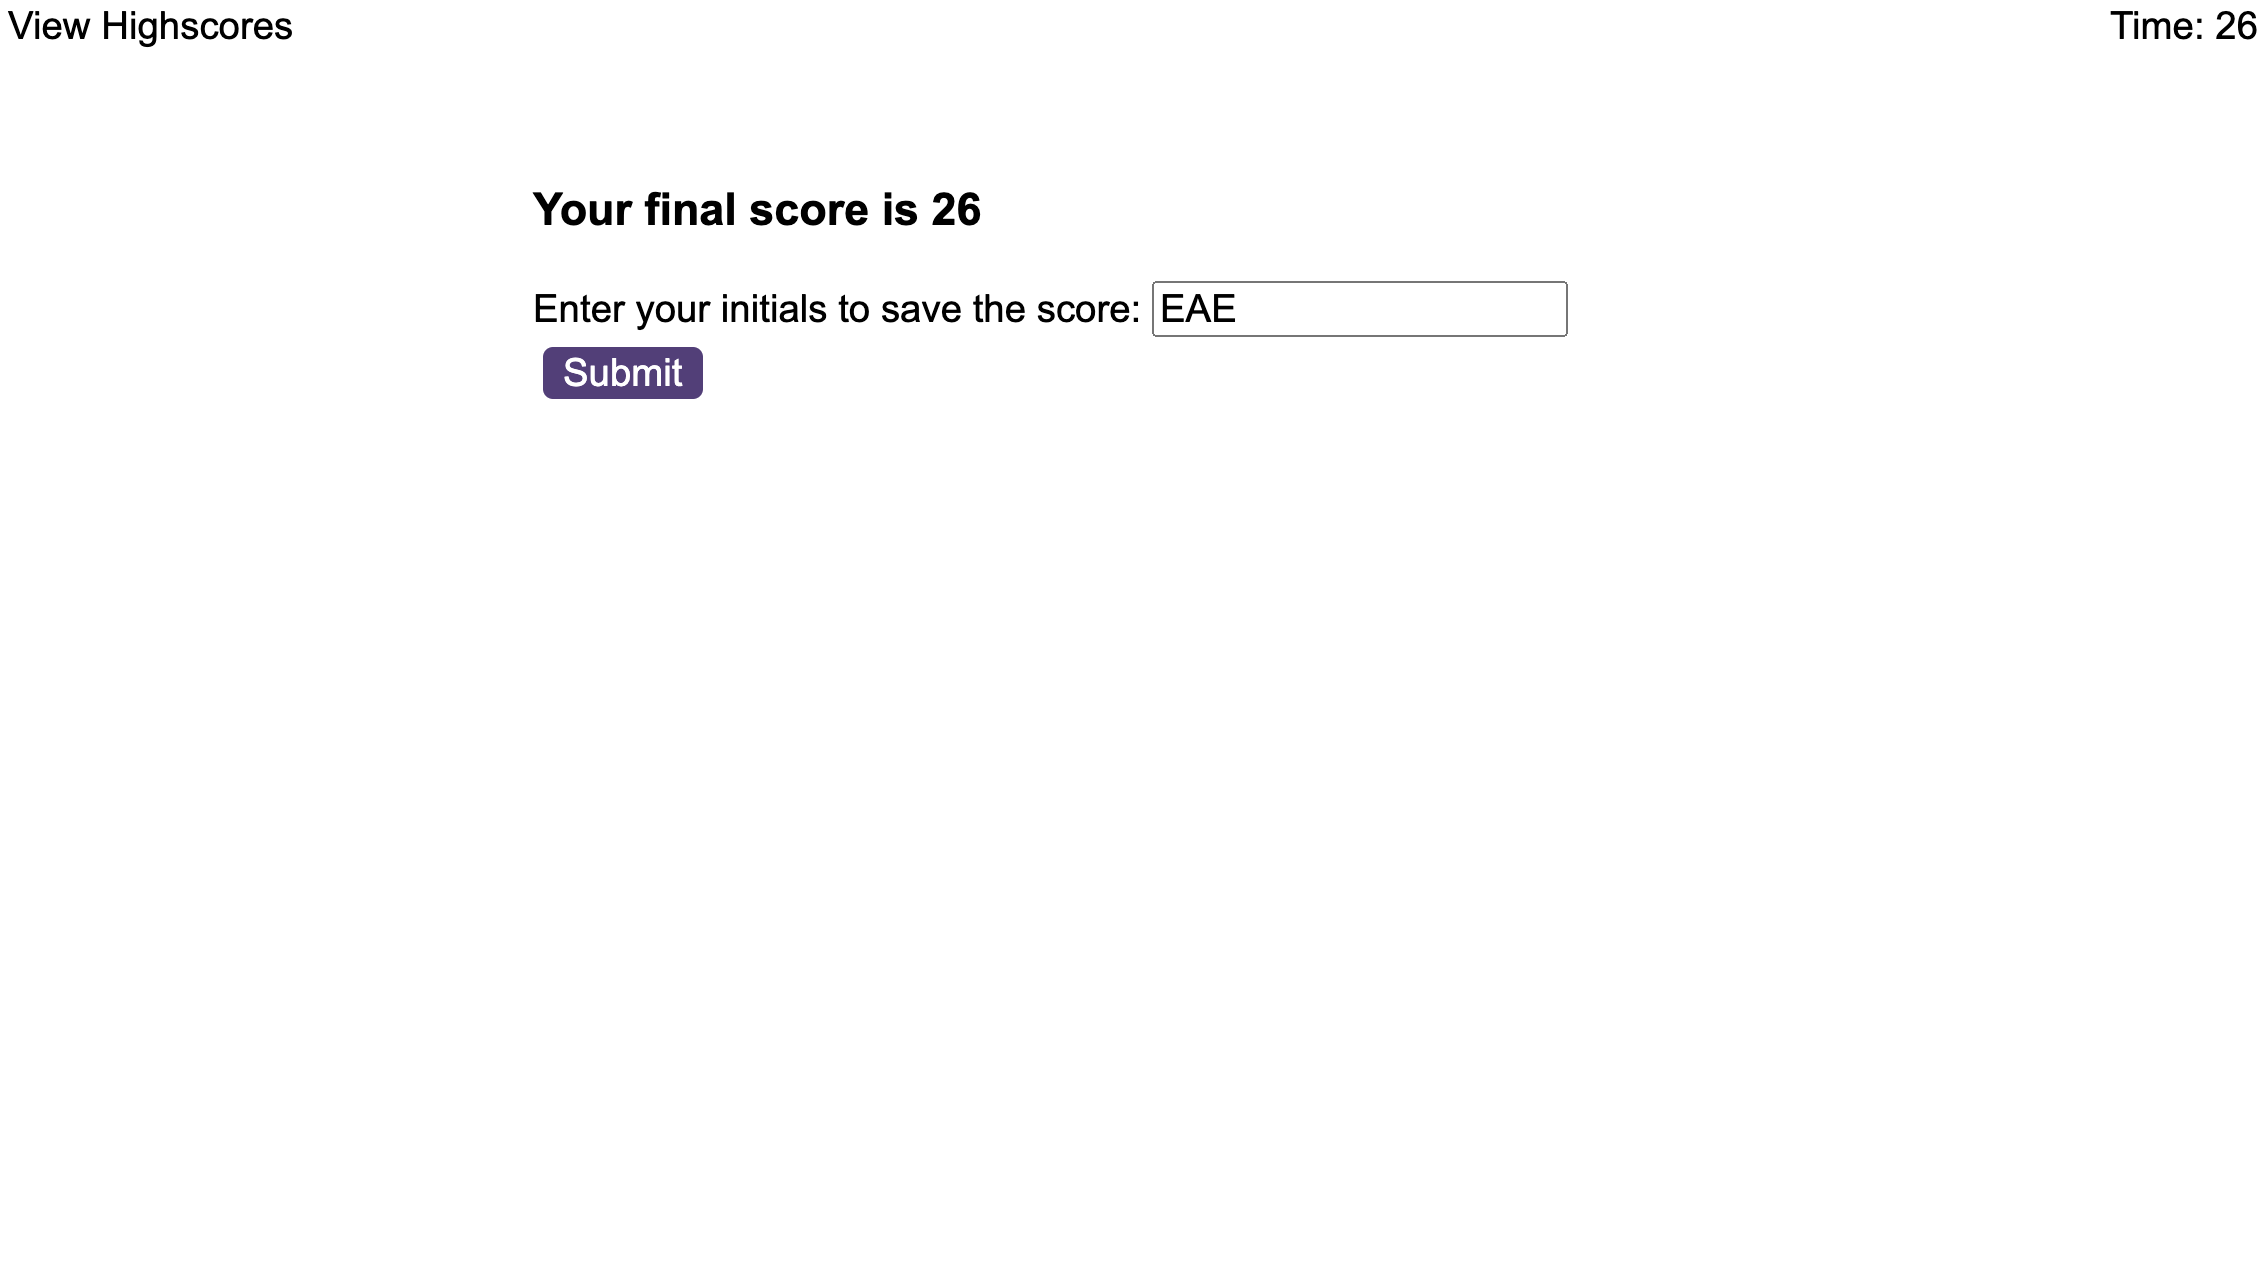 View Highscores
Time: 26
Your final score is 26
Enter your initials to save the score: EAE
Submit